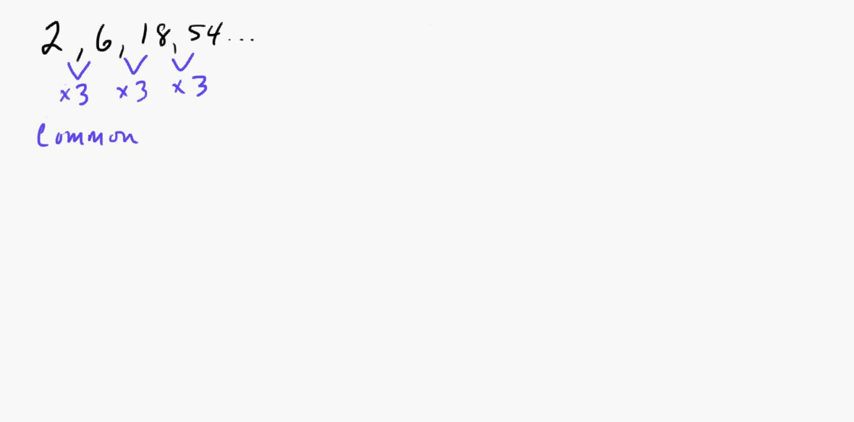 2, 6, 18, 54...
×3 ×3 ×3
Common